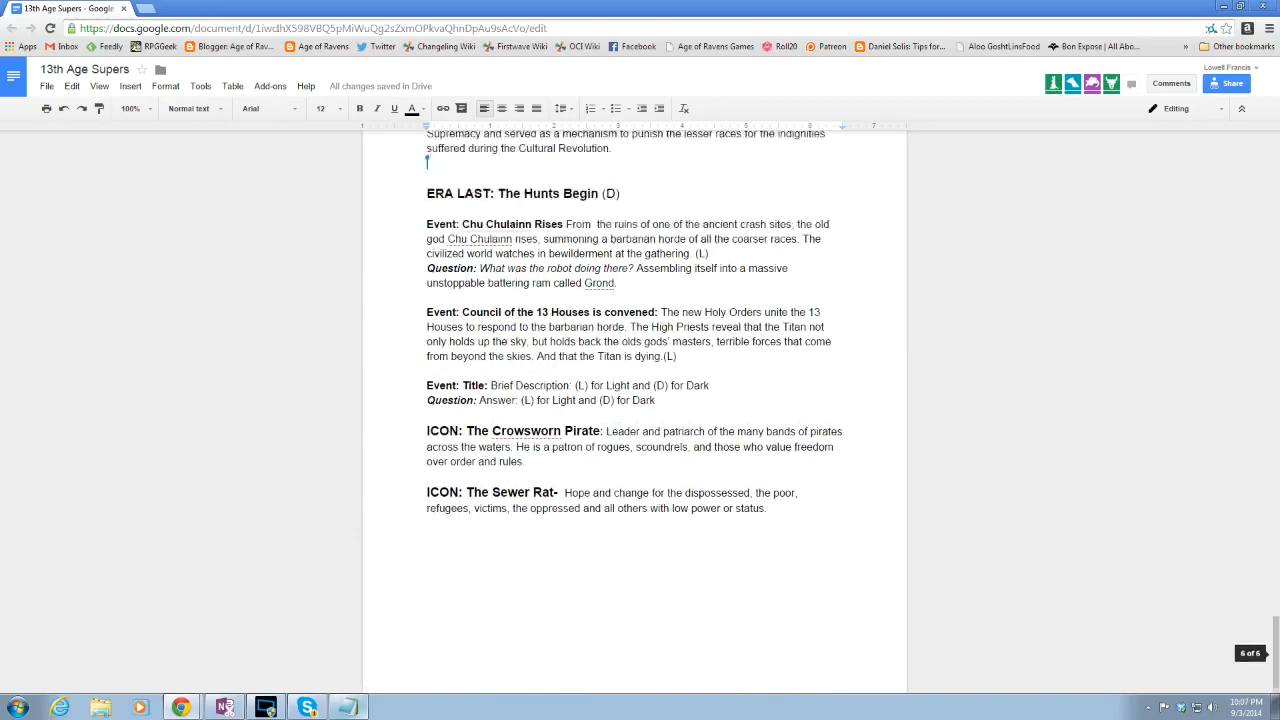 13th Age Supers - Google
https://docs.google.com/document/d/1iwdhX598VBQ5pMiWuQg2sZxmOPkvaQhnDpAu9sAcVo/edit
Apps Inbox Feedly RPGGeek Blogger: Age of Rav... Age of Ravens Twitter Changeling Wiki Firstwave Wiki OCI Wiki Facebook Age of Ravens Games Roll20 Patreon Daniel Solis: Tips for... Aloo GoshtLinsFood Bon Expose | All Abo... » Other bookmarks
13th Age Supers
Lowell Francis
File Edit View Insert Format Tools Table Add-ons Help All changes saved in Drive
Comments Share
100% Normal text Arial 12 B I U A Editing
1 1 2 3 4 5 6 7
Supremacy and served as a mechanism to punish the lesser races for the indignities
suffered during the Cultural Revolution.
ERA LAST: The Hunts Begin (D)
Event: Chu Chulainn Rises From the ruins of one of the ancient crash sites; the old
god Chu Chulainn rises, summoning a barbarian horde of all the coarser races. The
civilized world watches in bewilderment at the gathering. (L)
Question: What was the robot doing there? Assembling itself into a massive
unstoppable battering ram called Grond.
Event: Council of the 13 Houses is convened: The new Holy Orders unite the 13
Houses to respond to the barbarian horde. The High Priests reveal that the Titan not
only holds up the sky, but holds back the olds gods' masters, terrible forces that come
from beyond the skies. And that the Titan is dying.(L)
Event: Title: Brief Description: (L) for Light and (D) for Dark
Question: Answer: (L) for Light and (D) for Dark
ICON: The Crowsworn Pirate: Leader and patriarch of the many bands of pirates
across the waters. He is a patron of rogues, scoundrels, and those who value freedom
over order and rules.
ICON: The Sewer Rat- Hope and change for the dispossessed, the poor,
refugees, victims, the oppressed and all others with low power or status.
6 of 6
10:07 PM
9/3/2014